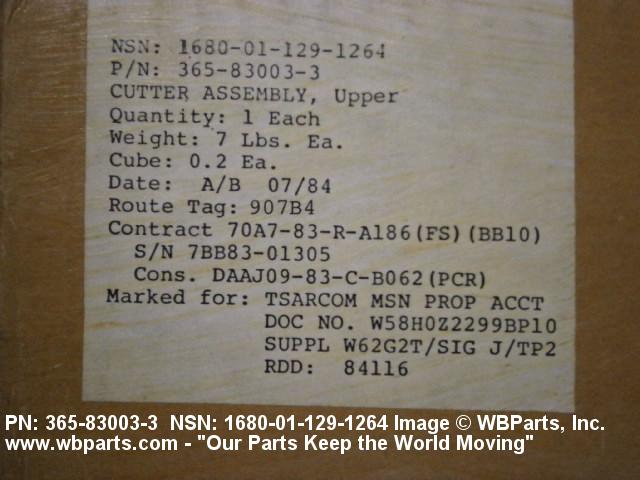 NSN: 1680-01-129-1264
P/N: 365-83003-3
CUTTER ASSEMBLY, Upper
Quantity: 1 Each
Weight: 7 Lbs. Ea.
Cube: 0.2 Ea.
Date: A/B 07/84
Route Tag: 907B4
Contract 70A7-83-R-A186(FS)(BB10)
S/N 7BB83-01305
Cons. DAAJ09-83-C-B062(PCR)
Marked for: TSARCOM MSN PROP ACCT
DOC NO. W58H0Z2299BP10
SUPPL W62G2T/SIG J/TP2
RDD: 84116
PN: 365-83003-3 NSN: 1680-01-129-1264 Image © WBParts, Inc.
www.wbparts.com - "Our Parts Keep the World Moving"